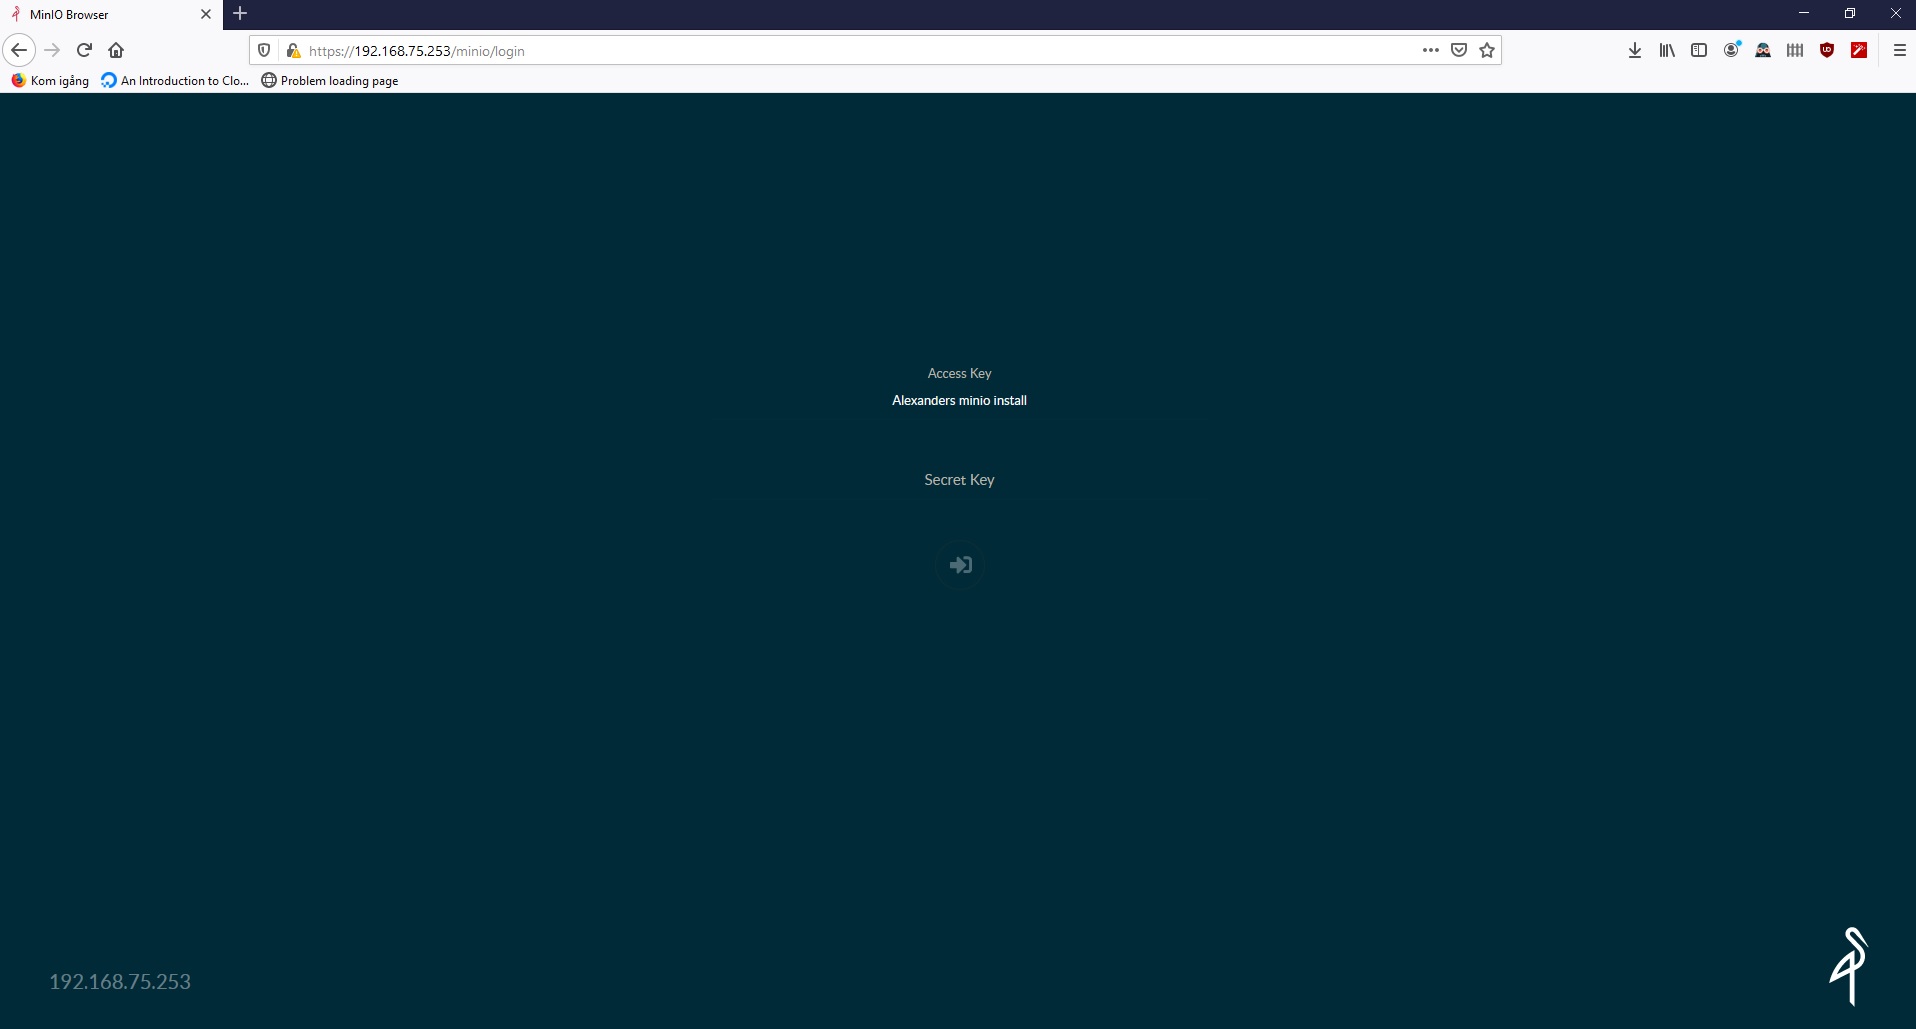 MinIO Browser
https://192.168.75.253/minio/login
Kom igång An Introduction to Clo... Problem loading page
Access Key
Alexanders minio install
Secret Key
192.168.75.253